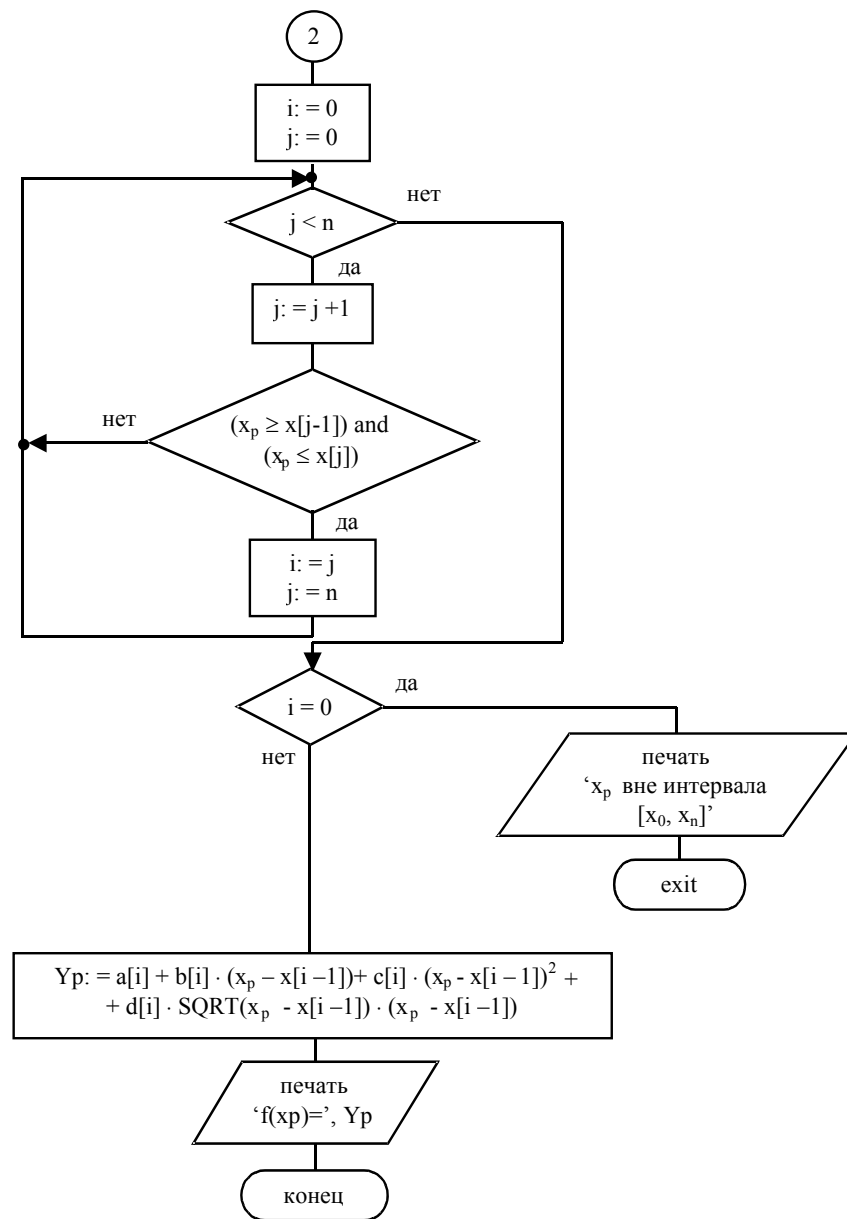 2
i: = 0
j: = 0
нет
j < n
да
j: = j +1
нет
(xₚ ≥ x[j-1]) and
(xₚ ≤ x[j])
да
i: = j
j: = n
да
i = 0
нет
печать
‘xₚ вне интервала
[x₀, xₙ]’
exit
Yp: = a[i] + b[i] · (xₚ – x[i –1])+ c[i] · (xₚ - x[i – 1])² +
+ d[i] · SQRT(xₚ - x[i –1]) · (xₚ - x[i –1])
печать
‘f(xp)=’, Yp
конец